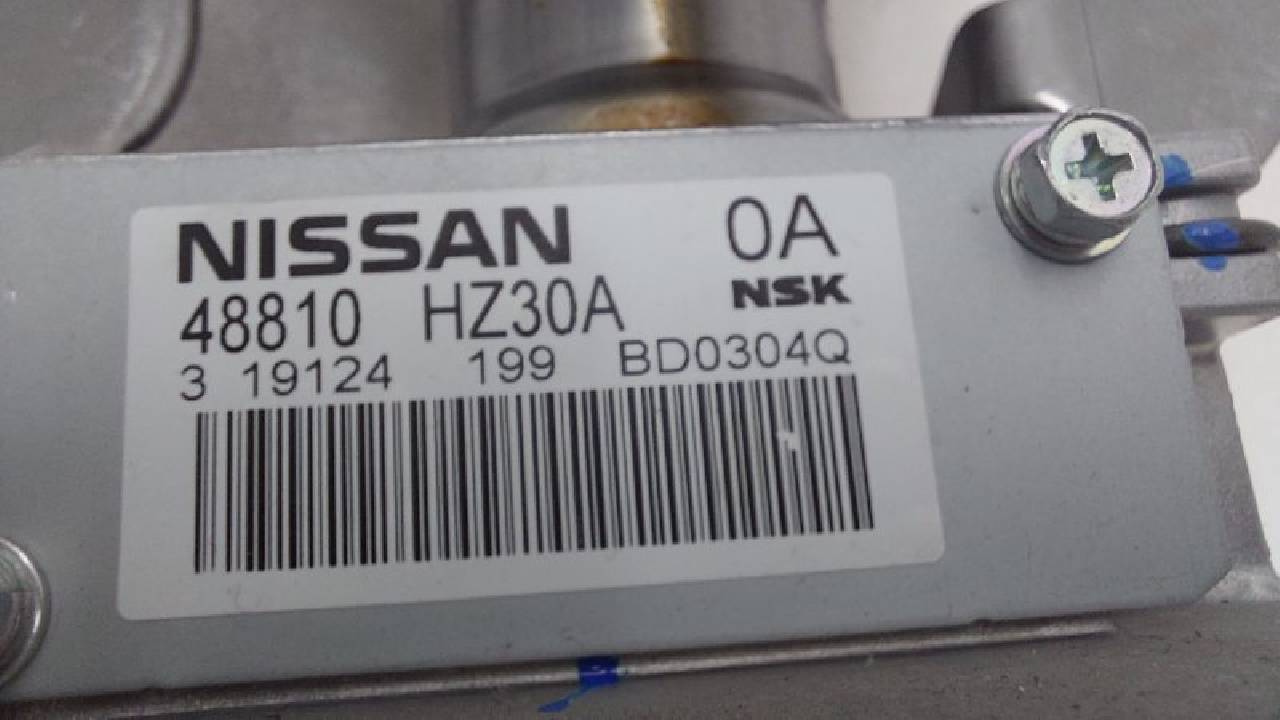 NISSAN 0A
48810 HZ30A NSK
3 19124 199 BD0304Q